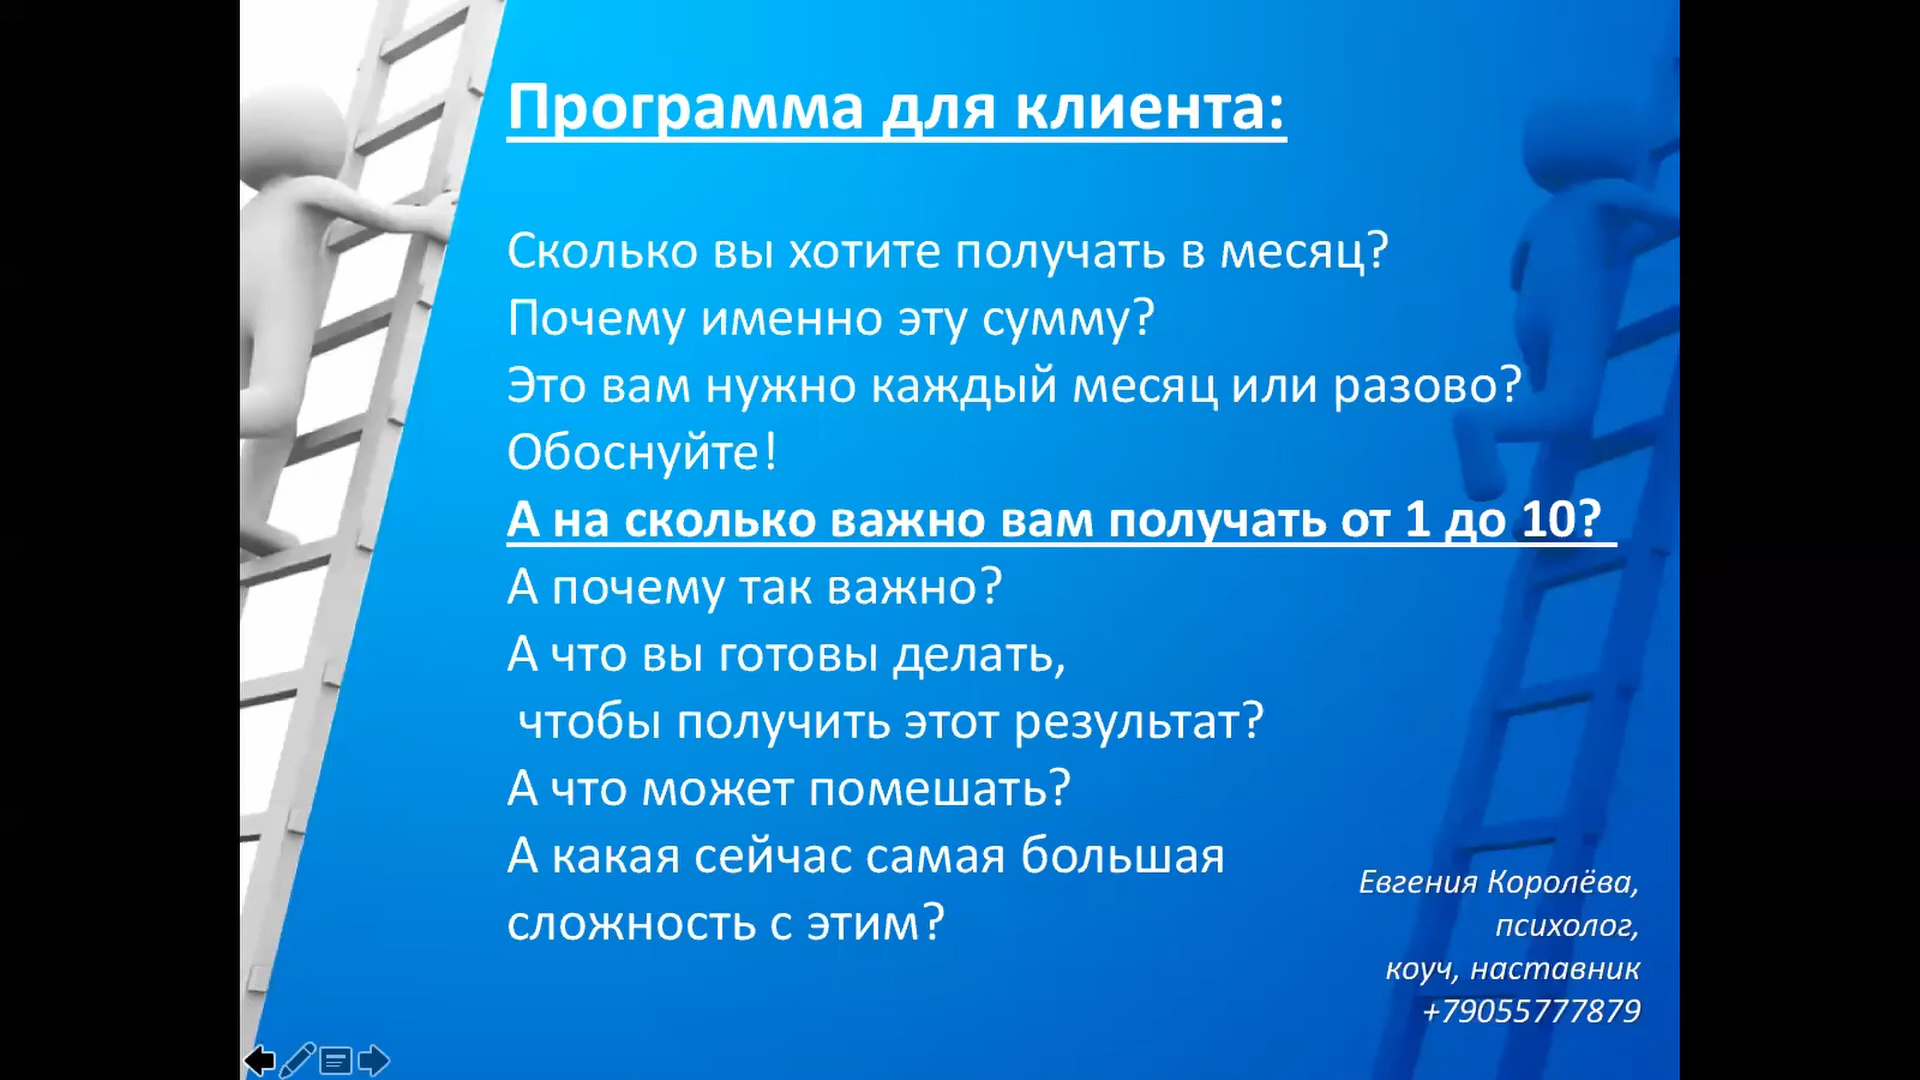 Программа для клиента:
Сколько вы хотите получать в месяц?
Почему именно эту сумму?
Это вам нужно каждый месяц или разово?
Обоснуйте!
А на сколько важно вам получать от 1 до 10?
А почему так важно?
А что вы готовы делать,
чтобы получить этот результат?
А что может помешать?
А какая сейчас самая большая
сложность с этим?
Евгения Королёва,
психолог,
коуч, наставник
+79055777879